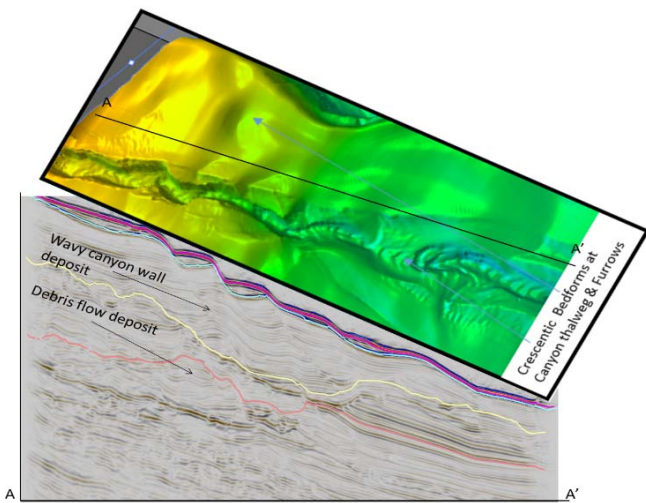 A
A'
Crescentic Bedforms at
Canyon thalweg & Furrows
Wavy canyon wall
deposit
Debris flow deposit
A
A'